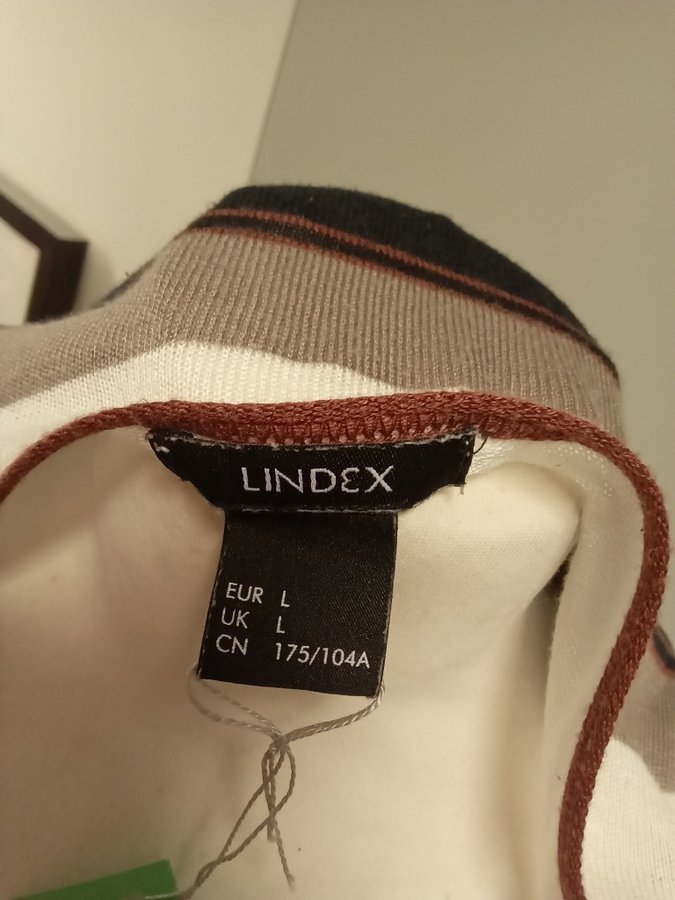 LINDEX
EUR L
UK L
CN 175/104A